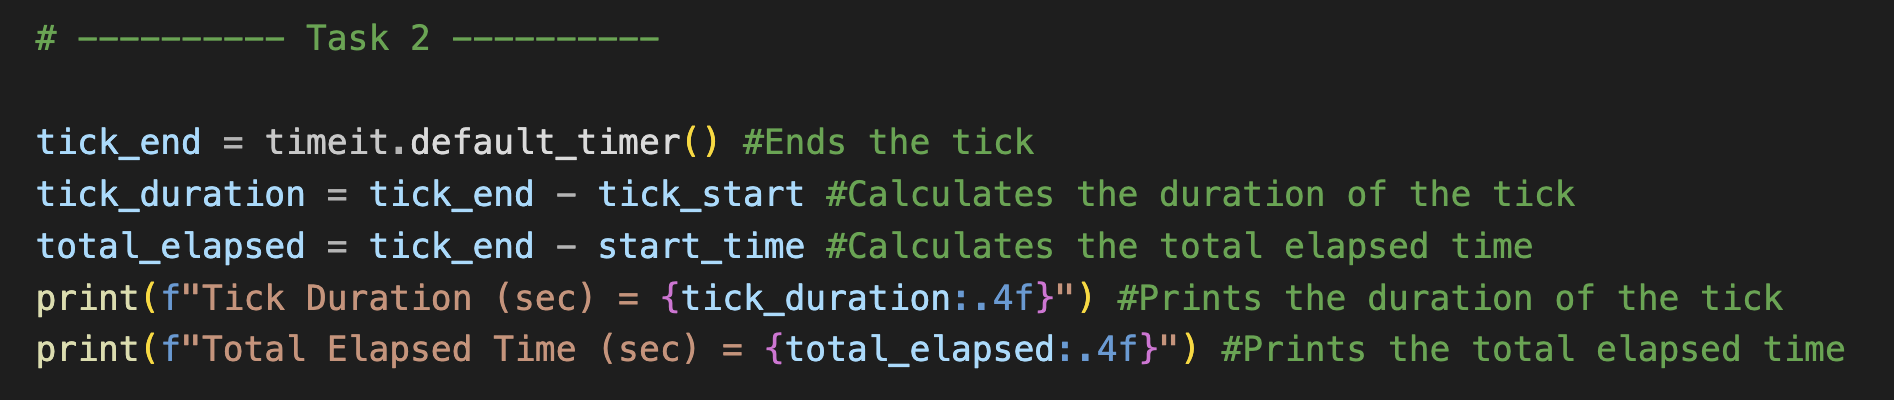 # ---------- Task 2 ----------
tick_end = timeit.default_timer() #Ends the tick
tick_duration = tick_end - tick_start #Calculates the duration of the tick
total_elapsed = tick_end - start_time #Calculates the total elapsed time
print(f"Tick Duration (sec) = {tick_duration:.4f}") #Prints the duration of the tick
print(f"Total Elapsed Time (sec) = {total_elapsed:.4f}") #Prints the total elapsed time